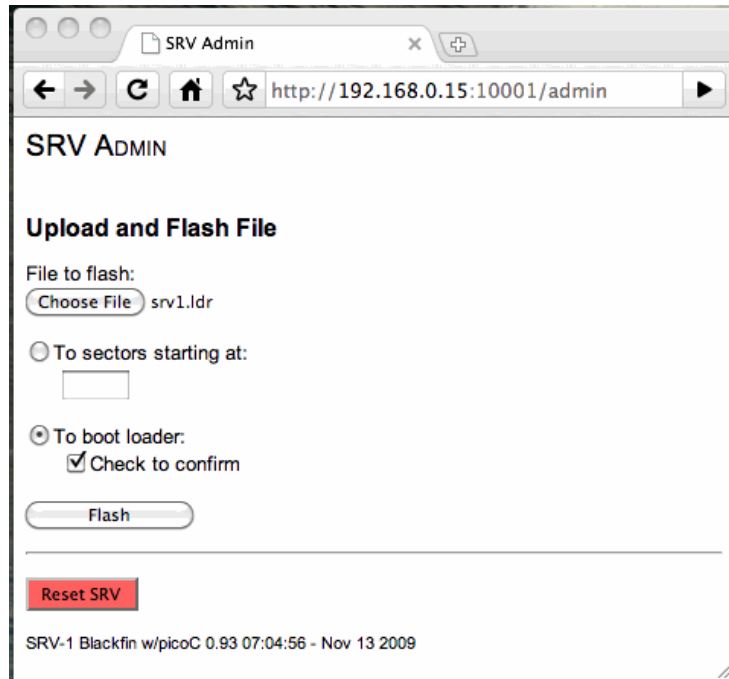 SRV Admin
http://192.168.0.15:10001/admin
SRV ADMIN
Upload and Flash File
File to flash:
Choose File srv1.ldr
To sectors starting at:
To boot loader:
Check to confirm
Flash
Reset SRV
SRV-1 Blackfin w/picoC 0.93 07:04:56 - Nov 13 2009